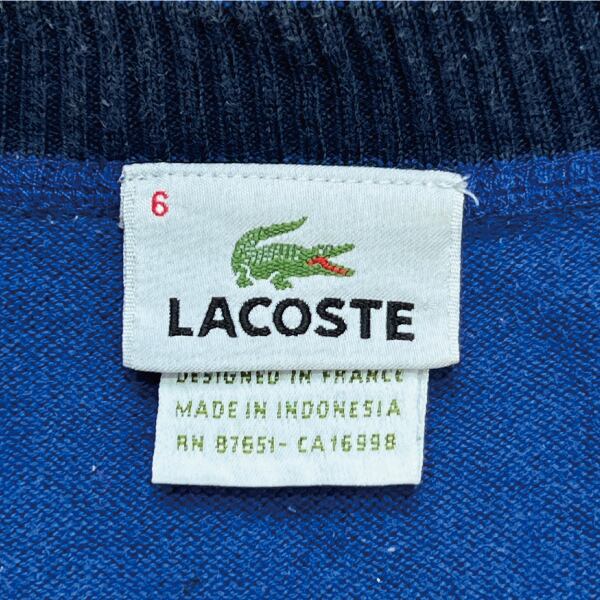 6
LACOSTE
DESIGNED IN FRANCE
MADE IN INDONESIA
RN 87651- CA16998